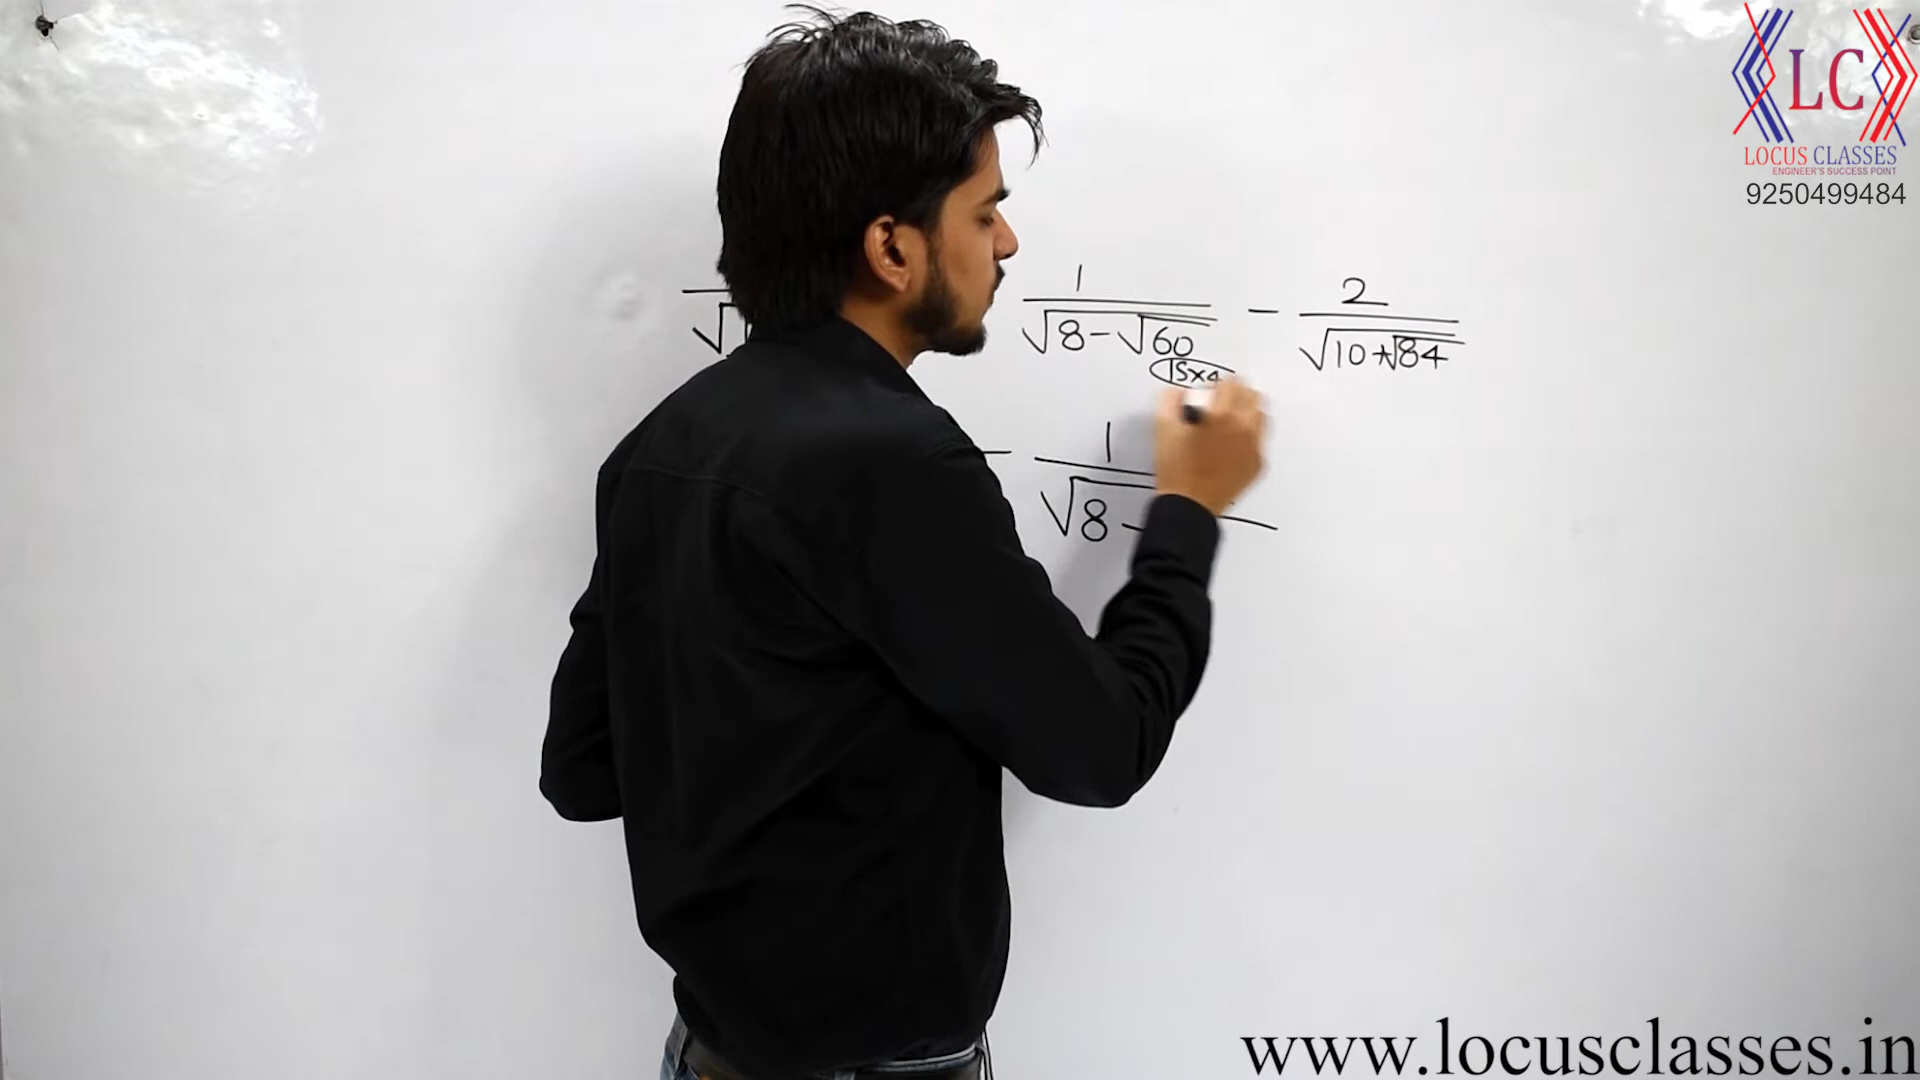 LC
LOCUS CLASSES
ENGINEER'S SUCCESS POINT
9250499484
1 2
√8-√60 - √10+√84
15×4
- 1
√8-
www.locusclasses.in